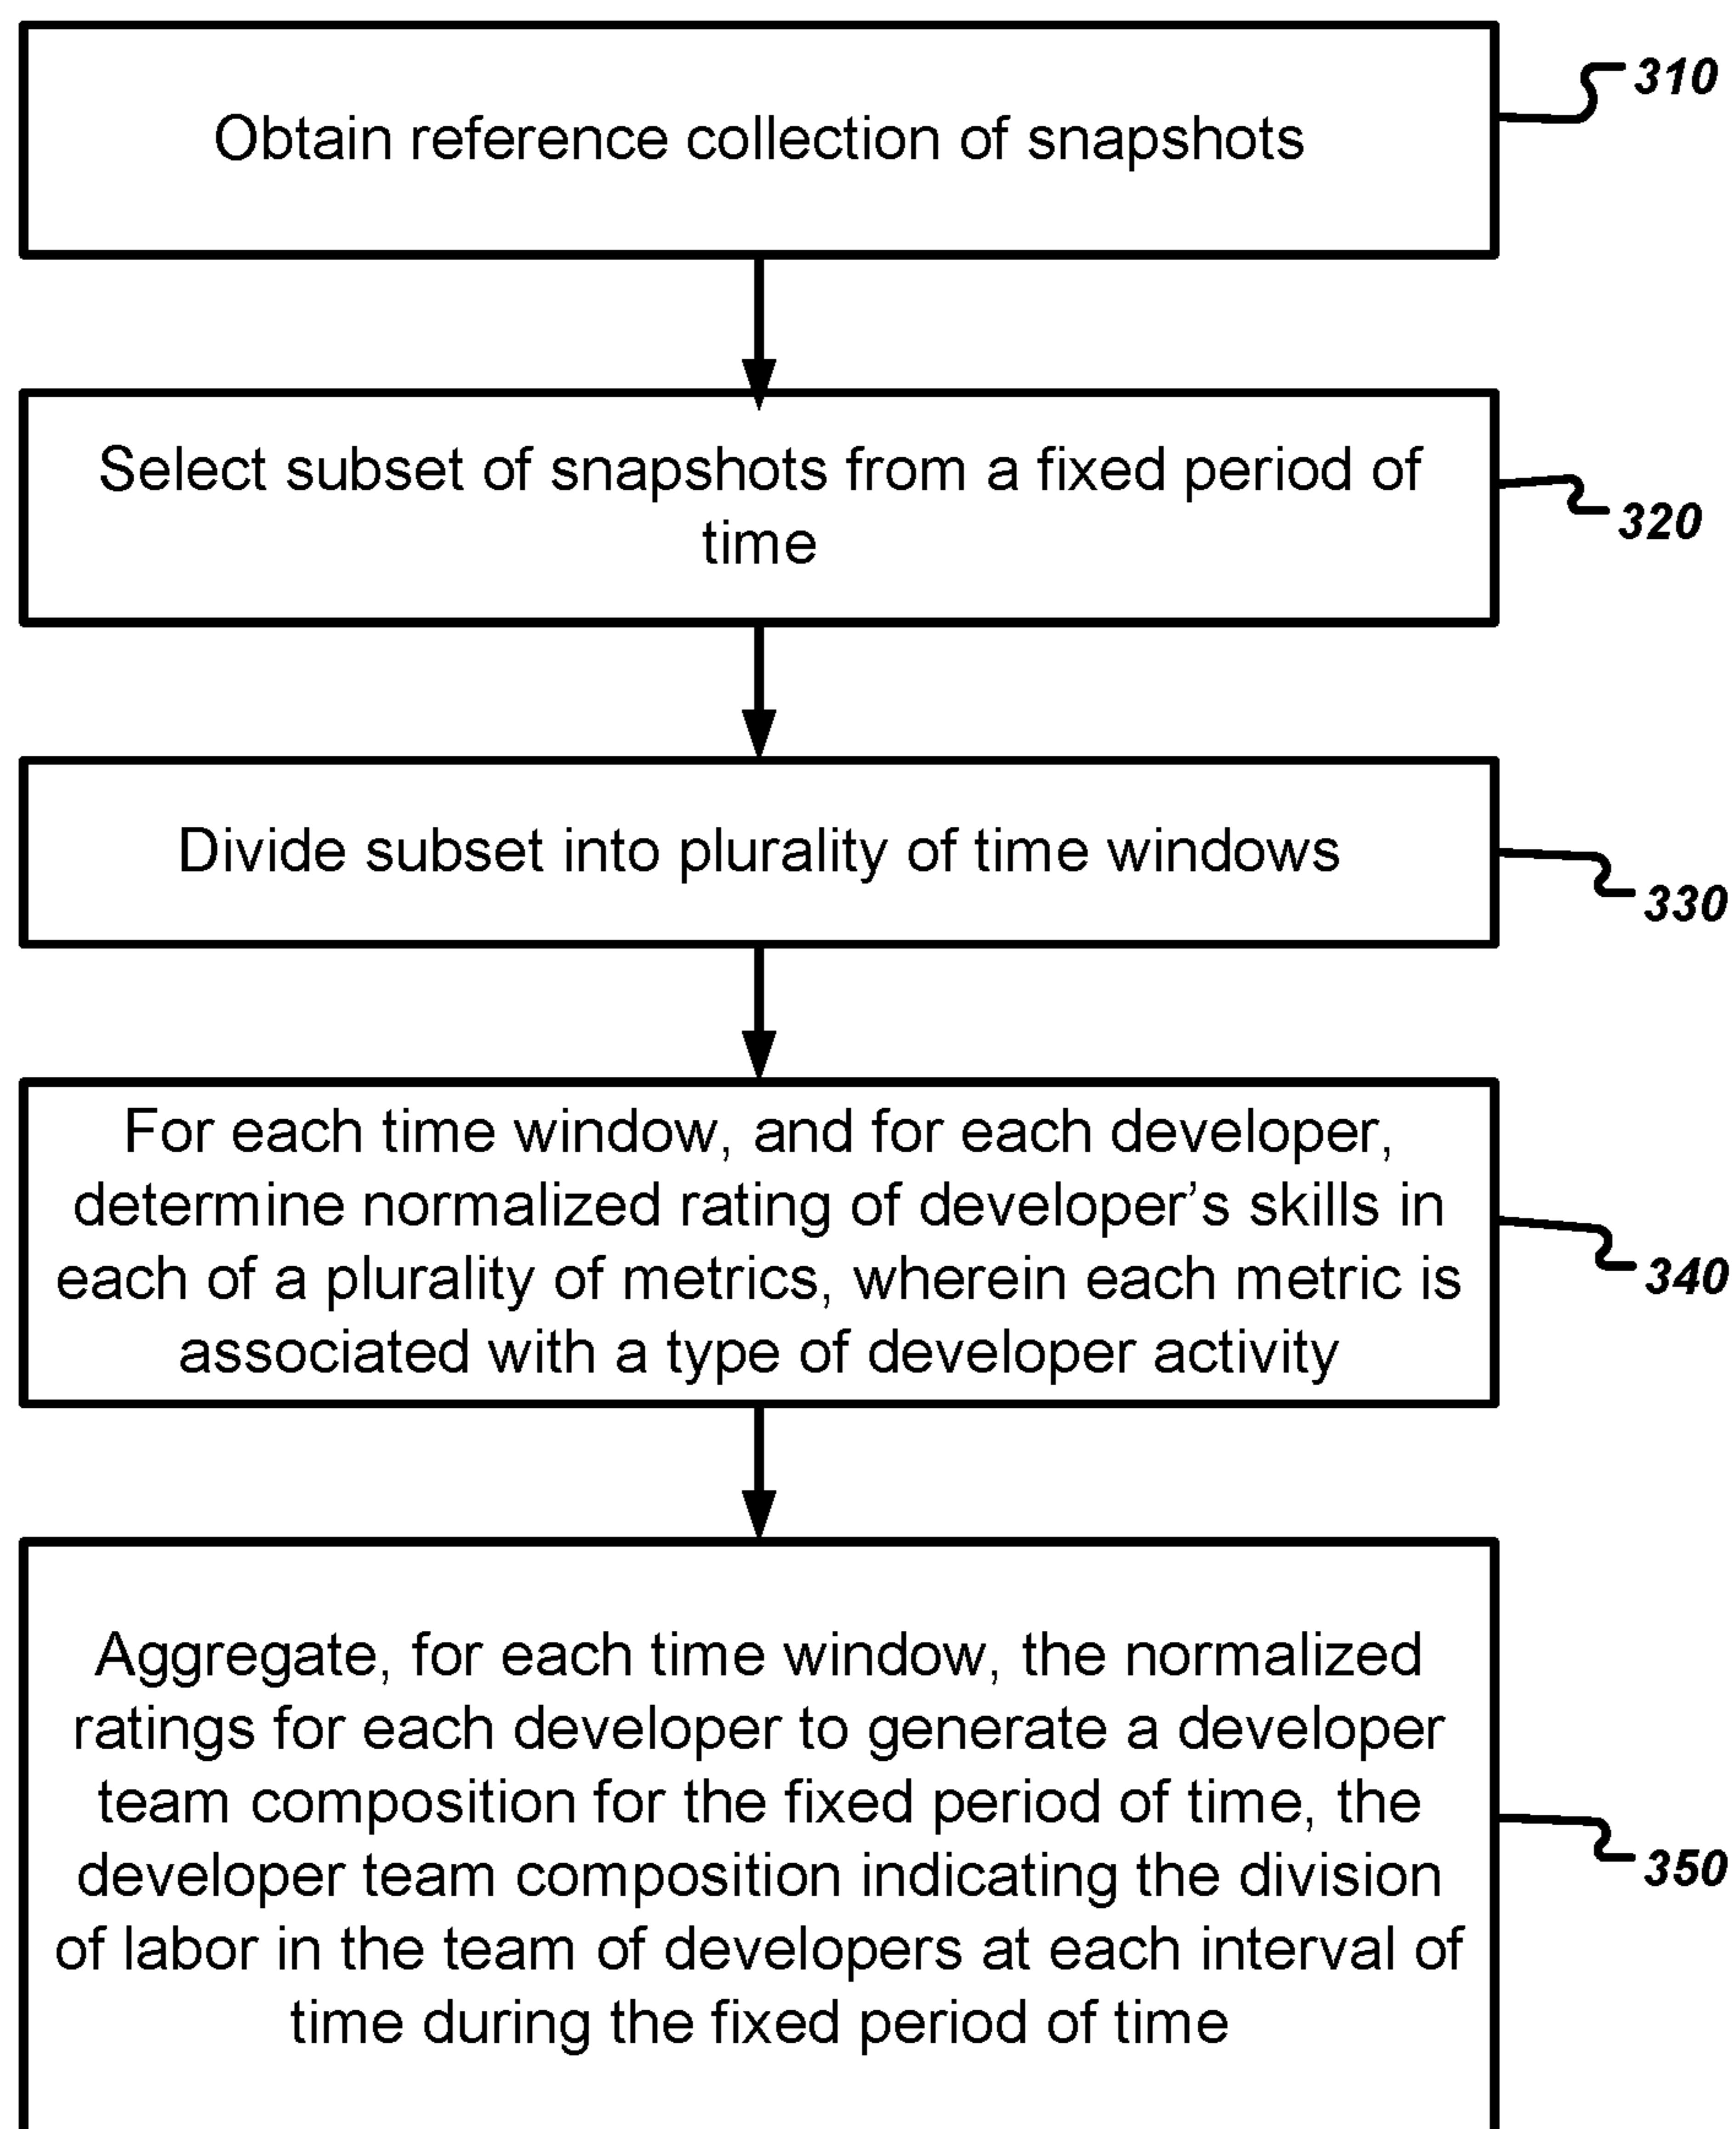 Obtain reference collection of snapshots
310
Select subset of snapshots from a fixed period of
time
320
Divide subset into plurality of time windows
330
For each time window, and for each developer,
determine normalized rating of developer’s skills in
each of a plurality of metrics, wherein each metric is
associated with a type of developer activity
340
Aggregate, for each time window, the normalized
ratings for each developer to generate a developer
team composition for the fixed period of time, the
developer team composition indicating the division
of labor in the team of developers at each interval of
time during the fixed period of time
350